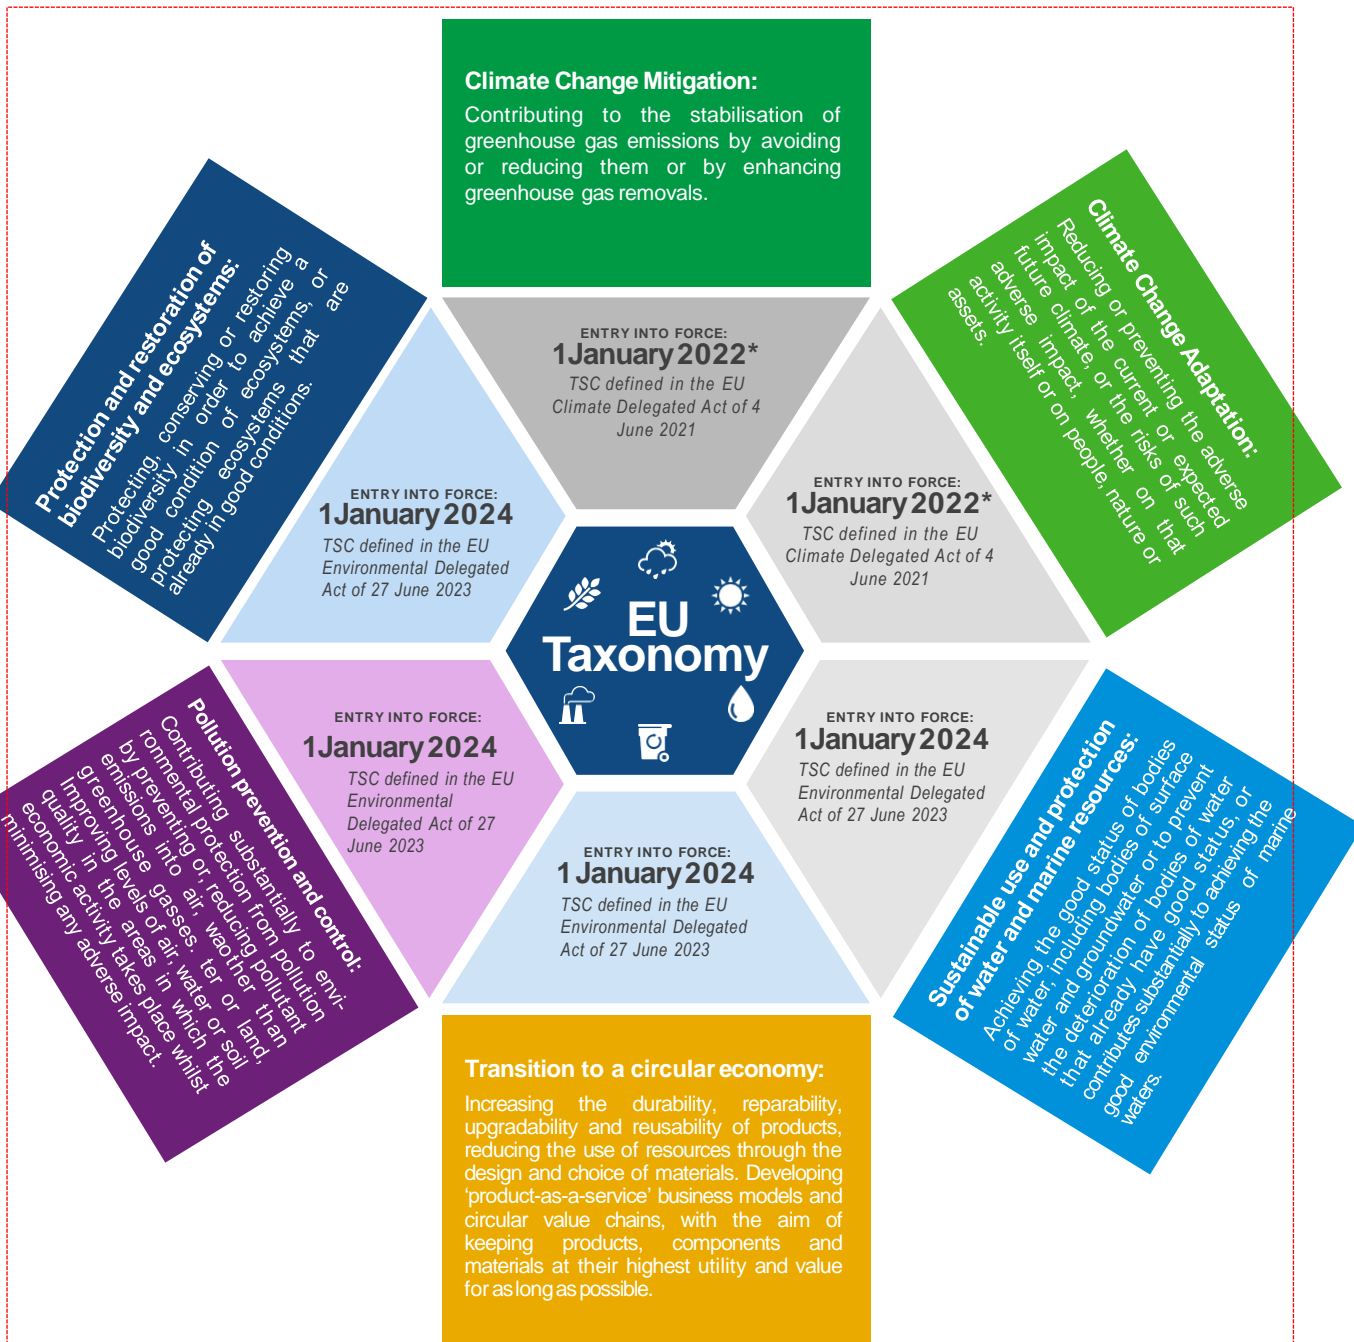 Climate Change Mitigation:
Contributing to the stabilisation of
greenhouse gas emissions by avoiding
or reducing them or by enhancing
greenhouse gas removals.
ENTRY INTO FORCE:
1January 2022*
TSC defined in the EU
Climate Delegated Act of 4
June 2021
Climate Change Adaptation:
Reducing or preventing the adverse
impact of the current or expected
future climate, or the risks of such
adverse impact, whether on that
activity itself or on people, nature or
assets.
ENTRY INTO FORCE:
1January 2022*
TSC defined in the EU
Climate Delegated Act of 4
June 2021
Protection and restoration of
biodiversity and ecosystems:
Protecting, conserving or restoring
biodiversity in order to achieve a
good condition of ecosystems, or
protecting ecosystems that are
already in good conditions.
ENTRY INTO FORCE:
1January 2024
TSC defined in the EU
Environmental Delegated
Act of 27 June 2023
EU
Taxonomy
Pollution prevention and control:
Contributing substantially to envi-
ronmental protection from pollution
by preventing or, reducing pollutant
emissions into air, waother than
greenhouse gasses. ter or land,
Improving levels of air, water or soil
quality in the areas in which the
economic activity takes place whilst
minimising any adverse impact.
ENTRY INTO FORCE:
1January 2024
TSC defined in the EU
Environmental
Delegated Act of 27
June 2023
ENTRY INTO FORCE:
1January 2024
TSC defined in the EU
Environmental Delegated
Act of 27 June 2023
Sustainable use and protection
of water and marine resources:
Achieving the good status of bodies
of water, including bodies of surface
water and groundwater or to prevent
the deterioration of bodies of water
that already have good status, or
contributes substantially to achieving the
good environmental status of marine
waters.
ENTRY INTO FORCE:
1January 2024
TSC defined in the EU
Environmental Delegated
Act of 27 June 2023
Transition to a circular economy:
Increasing the durability, reparability,
upgradability and reusability of products,
reducing the use of resources through the
design and choice of materials. Developing
‘product-as-a-service’ business models and
circular value chains, with the aim of
keeping products, components and
materials at their highest utility and value
for as long as possible.